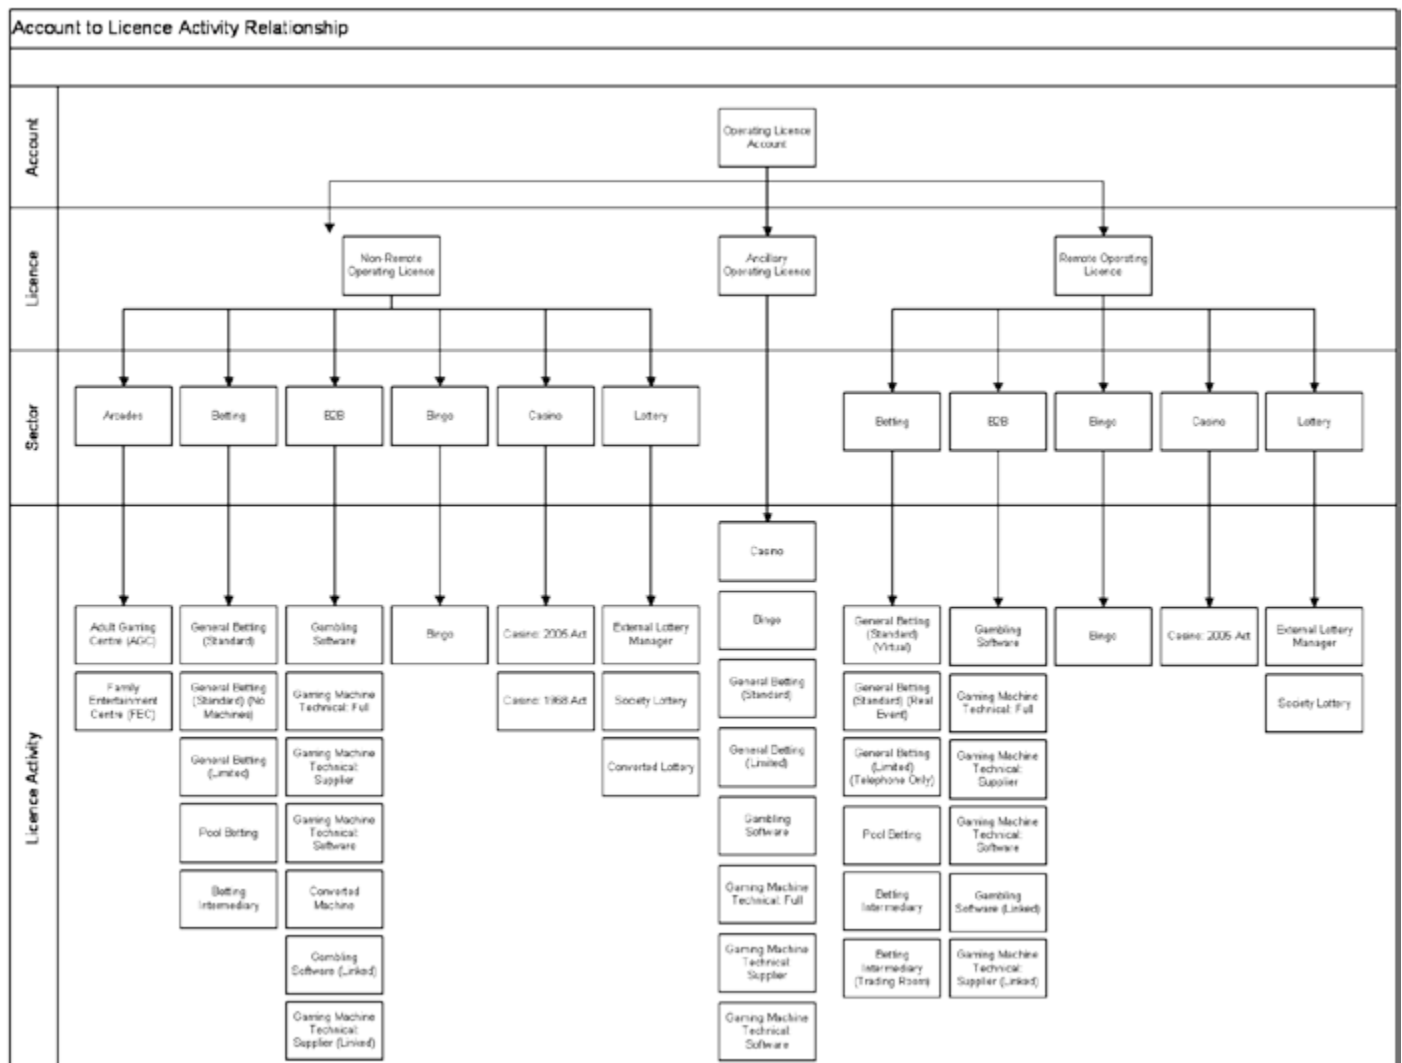 Account to Licence Activity Relationship
Account
Operating Licence
Account
Licence
Non-Remote
Operating Licence
Ancillary
Operating Licence
Remote Operating
Licence
Sector
Arcades
Betting
B2B
Bingo
Casino
Lottery
Betting
B2B
Bingo
Casino
Lottery
Licence Activity
Adult Gaming
Centre (AGC)
Family
Entertainment
Centre (FEC)
General Betting
(Standard)
General Betting
(Standard) (No
Machines)
General Betting
(Limited)
Pool Betting
Betting
Intermediary
Gambling
Software
Gaming Machine
Technical: Full
Gaming Machine
Technical:
Supplier
Gaming Machine
Technical:
Software
Converted
Machine
Gambling
Software (Linked)
Gaming Machine
Technical:
Supplier (Linked)
Bingo
Casino: 2005 Act
Casino: 1968 Act
External Lottery
Manager
Society Lottery
Converted Lottery
Casino
Bingo
General Betting
(Standard)
General Betting
(Limited)
Gambling
Software
Gaming Machine
Technical: Full
Gaming Machine
Technical:
Supplier
Gaming Machine
Technical:
Software
General Betting
(Standard)
(Virtual)
General Betting
(Standard) (Real
Event)
General Betting
(Limited)
(Telephone Only)
Pool Betting
Betting
Intermediary
Betting
Intermediary
(Trading Room)
Gambling
Software
Gaming Machine
Technical: Full
Gaming Machine
Technical:
Supplier
Gaming Machine
Technical:
Software
Gambling
Software (Linked)
Gaming Machine
Technical:
Supplier (Linked)
Bingo
Casino: 2005 Act
External Lottery
Manager
Society Lottery